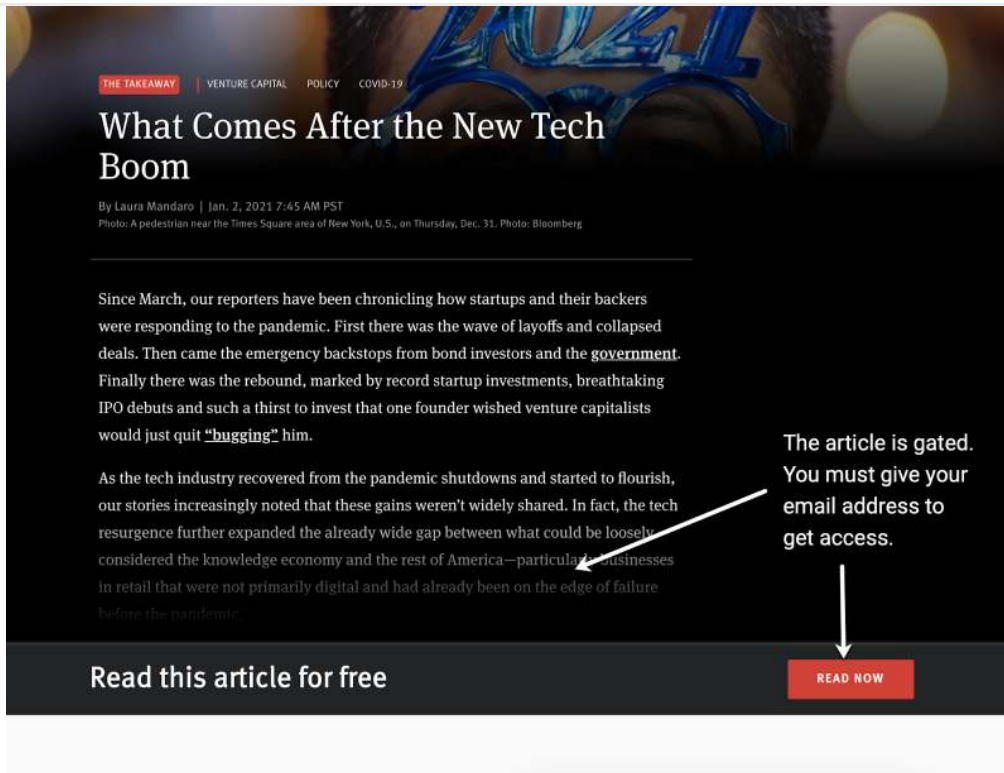 2021
THE TAKEAWAY | VENTURE CAPITAL POLICY COVID-19
What Comes After the New Tech
Boom
By Laura Mandaro | Jan. 2, 2021 7:45 AM PST
Photo: A pedestrian near the Times Square area of New York, U.S., on Thursday, Dec. 31. Photo: Bloomberg
Since March, our reporters have been chronicling how startups and their backers
were responding to the pandemic. First there was the wave of layoffs and collapsed
deals. Then came the emergency backstops from bond investors and the government.
Finally there was the rebound, marked by record startup investments, breathtaking
IPO debuts and such a thirst to invest that one founder wished venture capitalists
would just quit “bugging” him.
As the tech industry recovered from the pandemic shutdowns and started to flourish,
our stories increasingly noted that these gains weren’t widely shared. In fact, the tech
resurgence further expanded the already wide gap between what could be loosely
considered the knowledge economy and the rest of America—particularly businesses
in retail that were not primarily digital and had already been on the edge of failure
before the pandemic.
The article is gated.
You must give your
email address to
get access.
Read this article for free
READ NOW